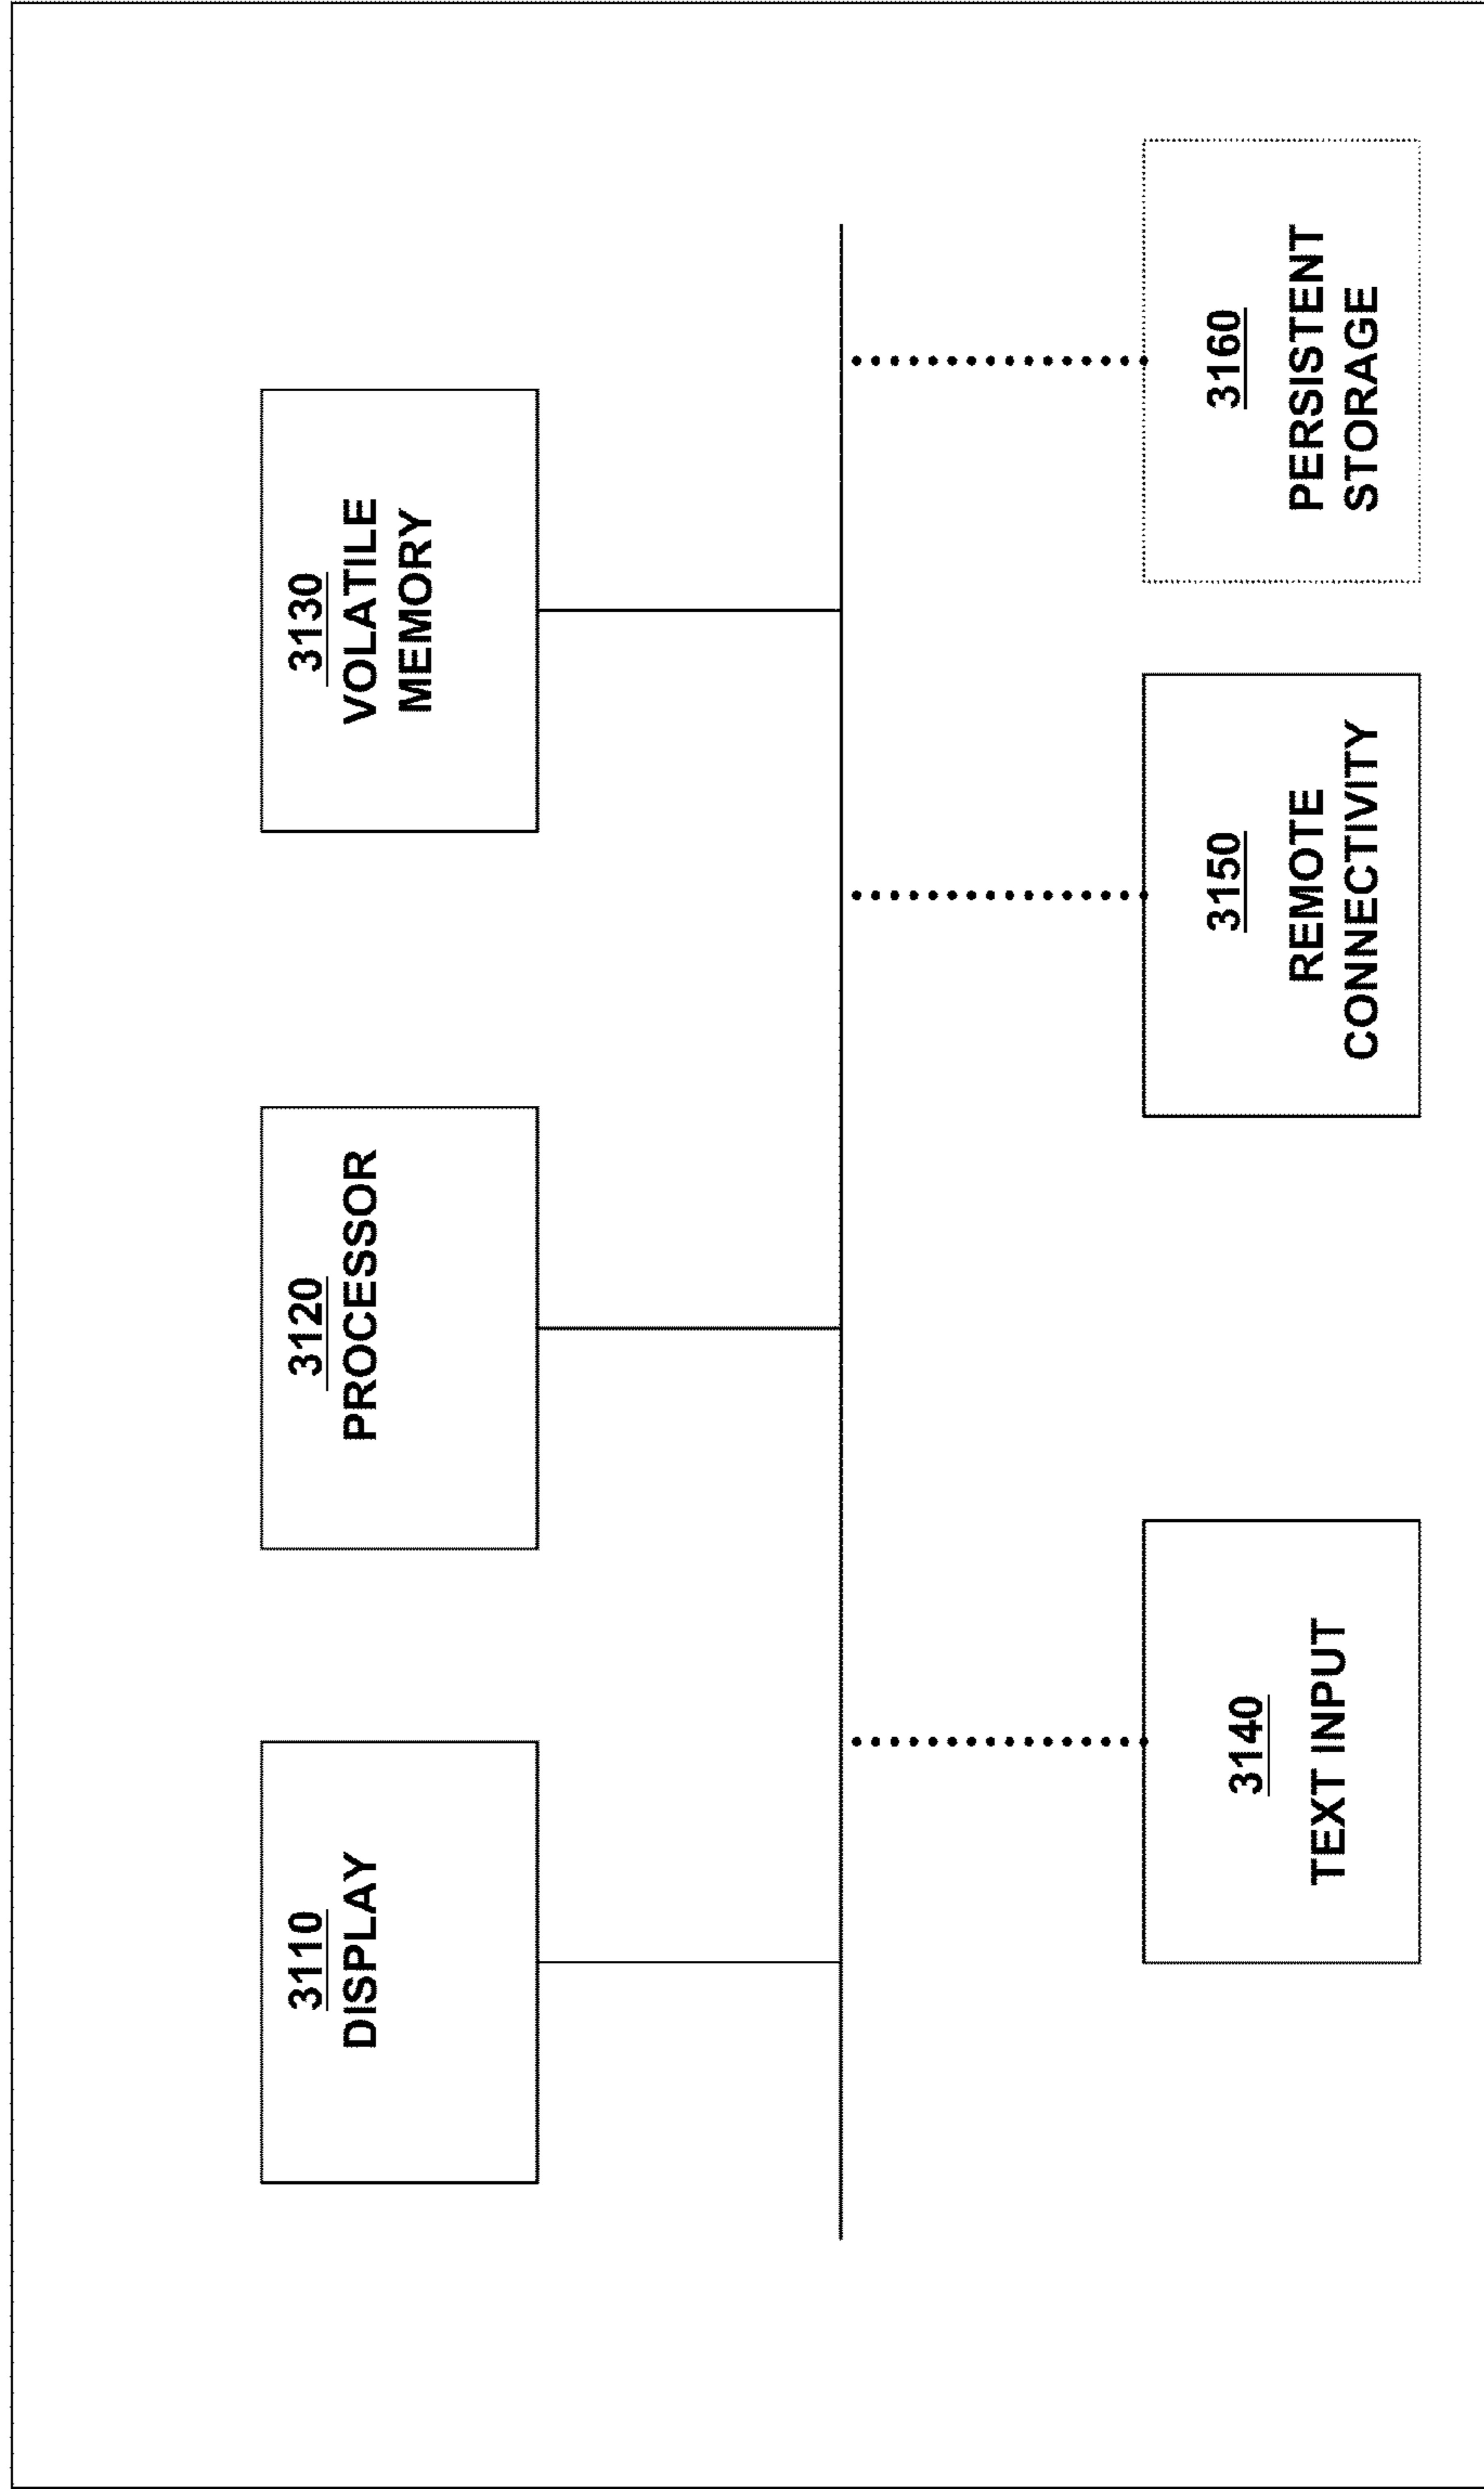 3110
DISPLAY
3120
PROCESSOR
3130
VOLATILE
MEMORY
3140
TEXT INPUT
3150
REMOTE
CONNECTIVITY
3160
PERSISTENT
STORAGE